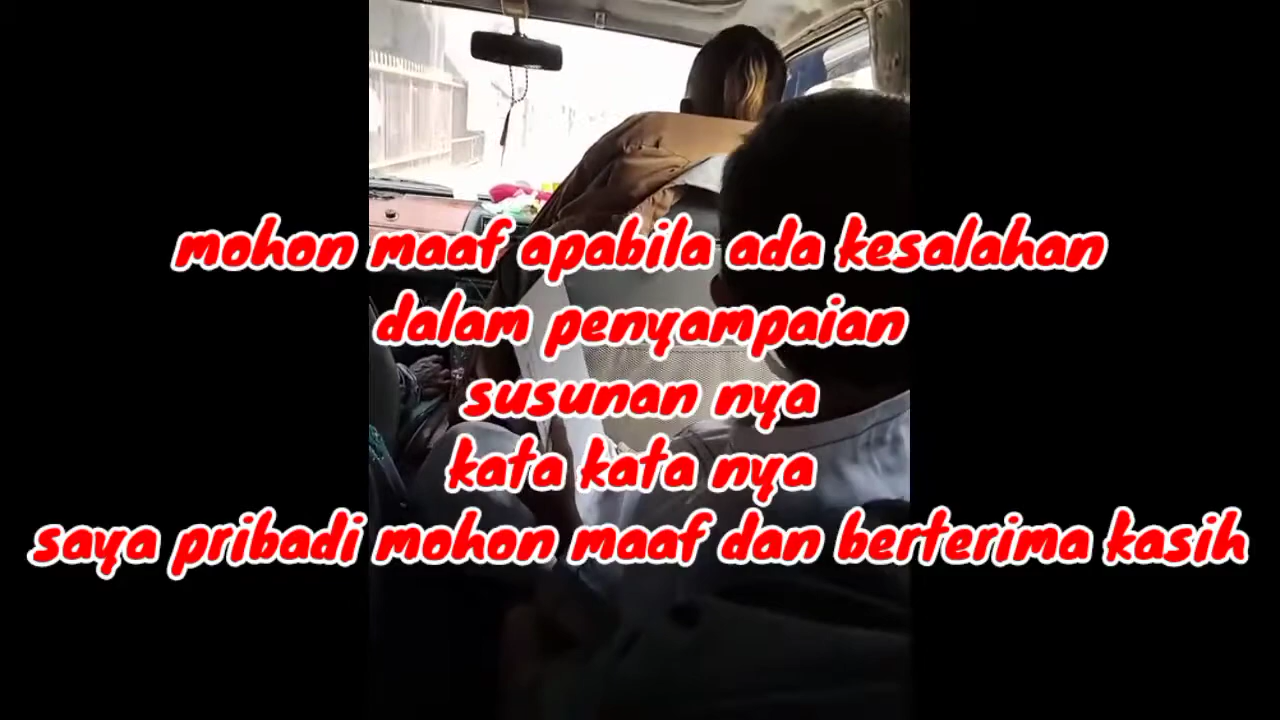 mohon maaf apabila ada kesalahan
dalam penyampaian
susunan nya
kata kata nya
saya pribadi mohon maaf dan berterima kasih